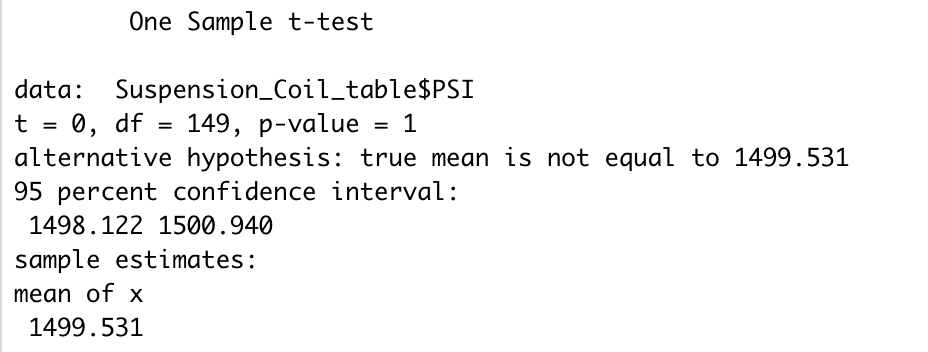 One Sample t-test
data:  Suspension_Coil_table$PSI
t = 0, df = 149, p-value = 1
alternative hypothesis: true mean is not equal to 1499.531
95 percent confidence interval:
1498.122 1500.940
sample estimates:
mean of x
1499.531